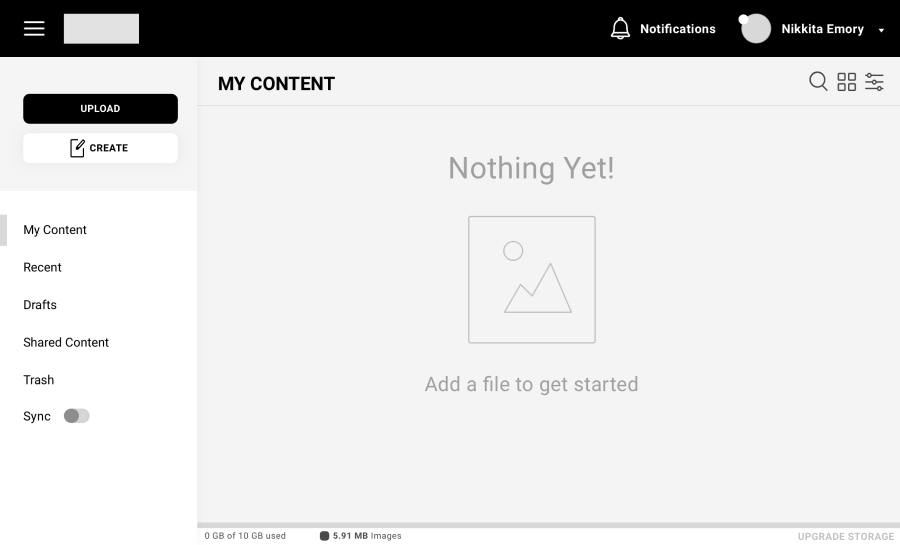 Notifications
Nikkita Emory
MY CONTENT
UPLOAD
CREATE
My Content
Recent
Drafts
Shared Content
Trash
Sync
Nothing Yet!
Add a file to get started
0 GB of 10 GB used
5.91 MB Images
UPGRADE STORAGE